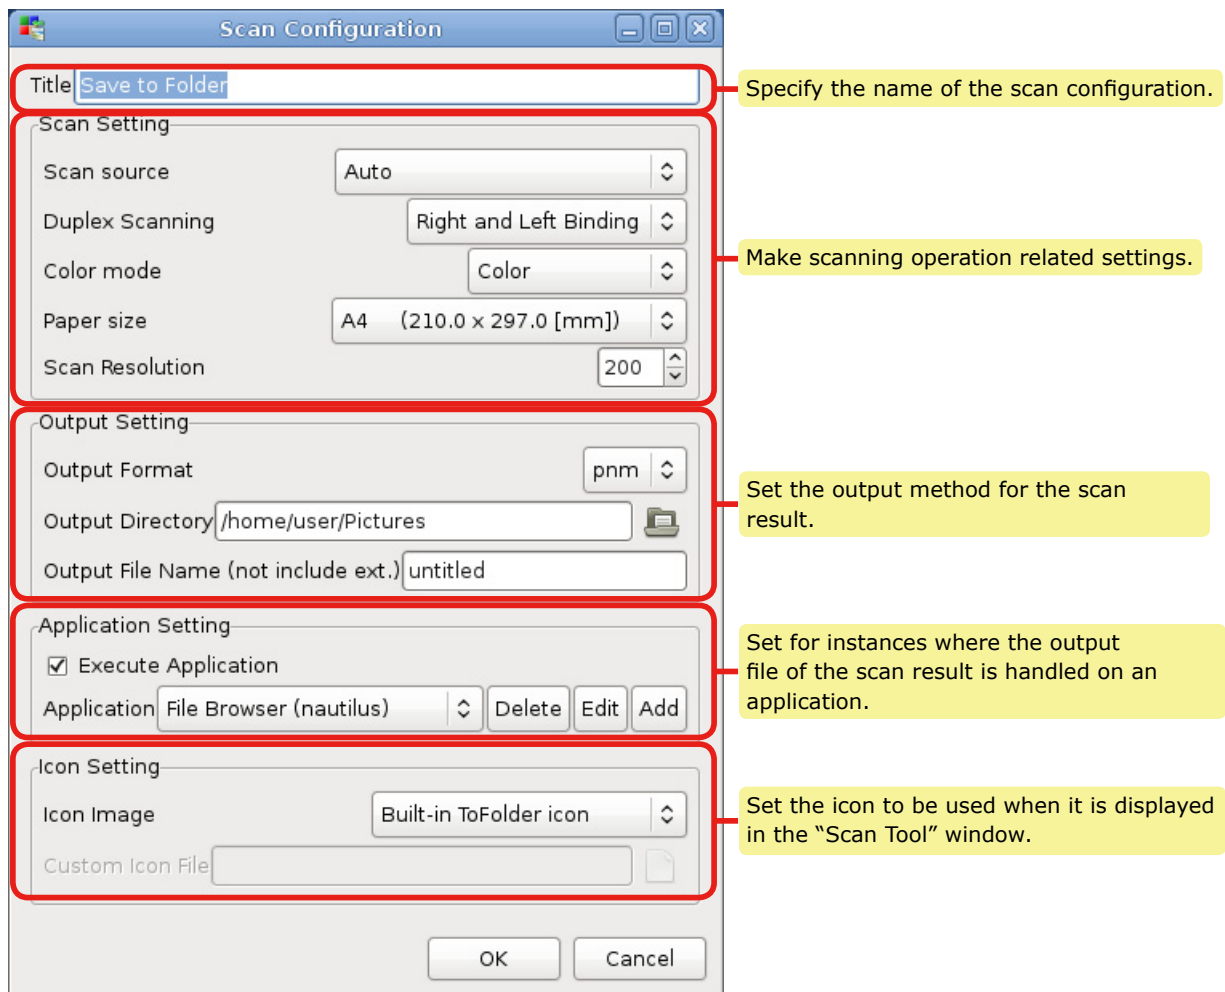 Scan Configuration
Title Save to Folder
Specify the name of the scan configuration.
Scan Setting
Scan source Auto
Duplex Scanning Right and Left Binding
Make scanning operation related settings.
Color mode Color
Paper size A4 (210.0 x 297.0 [mm])
Scan Resolution 200
Output Setting
Output Format pnm
Set the output method for the scan
result.
Output Directory /home/user/Pictures
Output File Name (not include ext.) untitled
Application Setting
Set for instances where the output
file of the scan result is handled on an
application.
Execute Application
Application File Browser (nautilus) Delete Edit Add
Icon Setting
Icon Image Built-in ToFolder icon
Set the icon to be used when it is displayed
in the “Scan Tool” window.
Custom Icon File
OK Cancel